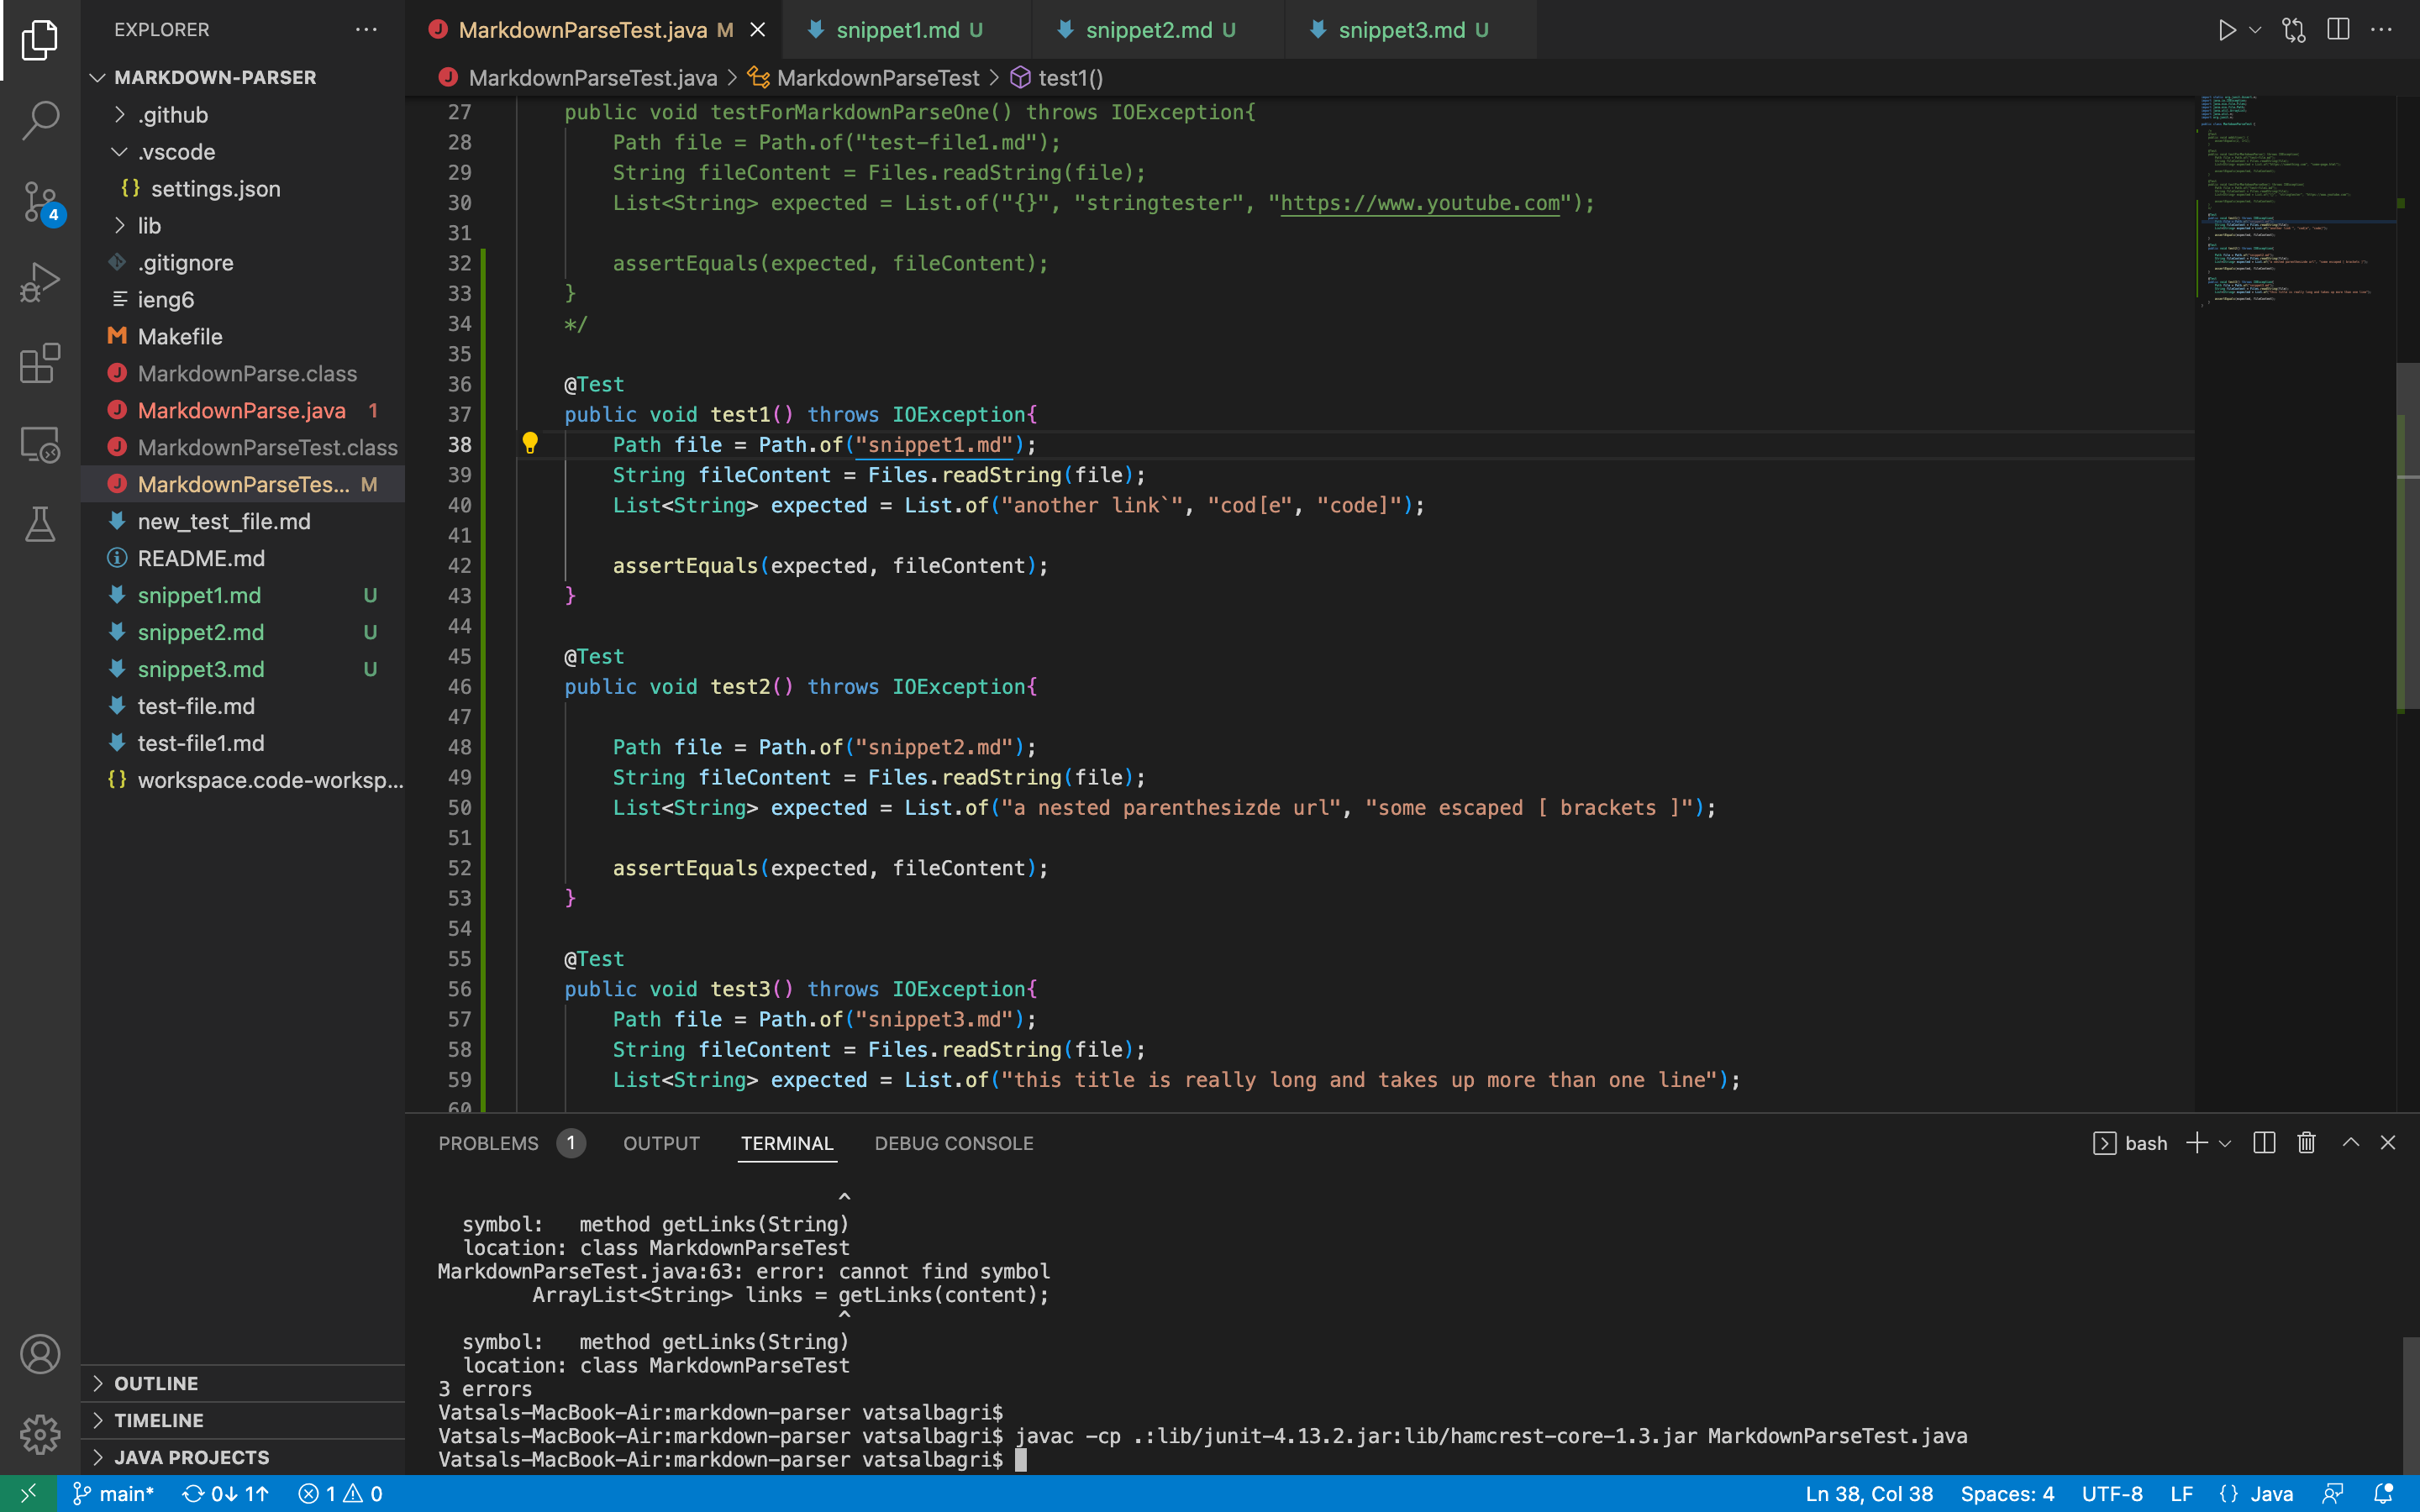 EXPLORER
MARKDOWN-PARSER
.github
.vscode
{} settings.json
lib
.gitignore
ieng6
Makefile
MarkdownParse.class
MarkdownParse.java 1
MarkdownParseTest.class
MarkdownParseTes... M
new_test_file.md
README.md
snippet1.md U
snippet2.md U
snippet3.md U
test-file.md
test-file1.md
{} workspace.code-worksp...
OUTLINE
TIMELINE
JAVA PROJECTS
4
MarkdownParseTest.java M
snippet1.md U
snippet2.md U
snippet3.md U
MarkdownParseTest.java > MarkdownParseTest > test1()
27 public void testForMarkdownParseOne() throws IOException{
28 Path file = Path.of("test-file1.md");
29 String fileContent = Files.readString(file);
30 List<String> expected = List.of("{}", "stringtester", "https://www.youtube.com");
31
32 assertEquals(expected, fileContent);
33 }
34 */
35
36 @Test
37 public void test1() throws IOException{
38 Path file = Path.of("snippet1.md");
39 String fileContent = Files.readString(file);
40 List<String> expected = List.of("another link`", "cod[e", "code]");
41
42 assertEquals(expected, fileContent);
43 }
44
45 @Test
46 public void test2() throws IOException{
47
48 Path file = Path.of("snippet2.md");
49 String fileContent = Files.readString(file);
50 List<String> expected = List.of("a nested parenthesizde url", "some escaped [ brackets ]");
51
52 assertEquals(expected, fileContent);
53 }
54
55 @Test
56 public void test3() throws IOException{
57 Path file = Path.of("snippet3.md");
58 String fileContent = Files.readString(file);
59 List<String> expected = List.of("this title is really long and takes up more than one line");
60
PROBLEMS 1 OUTPUT TERMINAL DEBUG CONSOLE
bash
^
symbol: method getLinks(String)
location: class MarkdownParseTest
MarkdownParseTest.java:63: error: cannot find symbol
ArrayList<String> links = getLinks(content);
^
symbol: method getLinks(String)
location: class MarkdownParseTest
3 errors
Vatsals-MacBook-Air:markdown-parser vatsalbagri$
Vatsals-MacBook-Air:markdown-parser vatsalbagri$ javac -cp .:lib/junit-4.13.2.jar:lib/hamcrest-core-1.3.jar MarkdownParseTest.java
Vatsals-MacBook-Air:markdown-parser vatsalbagri$
main* 0↓ 1↑ 1 0
Ln 38, Col 38 Spaces: 4 UTF-8 LF {} Java